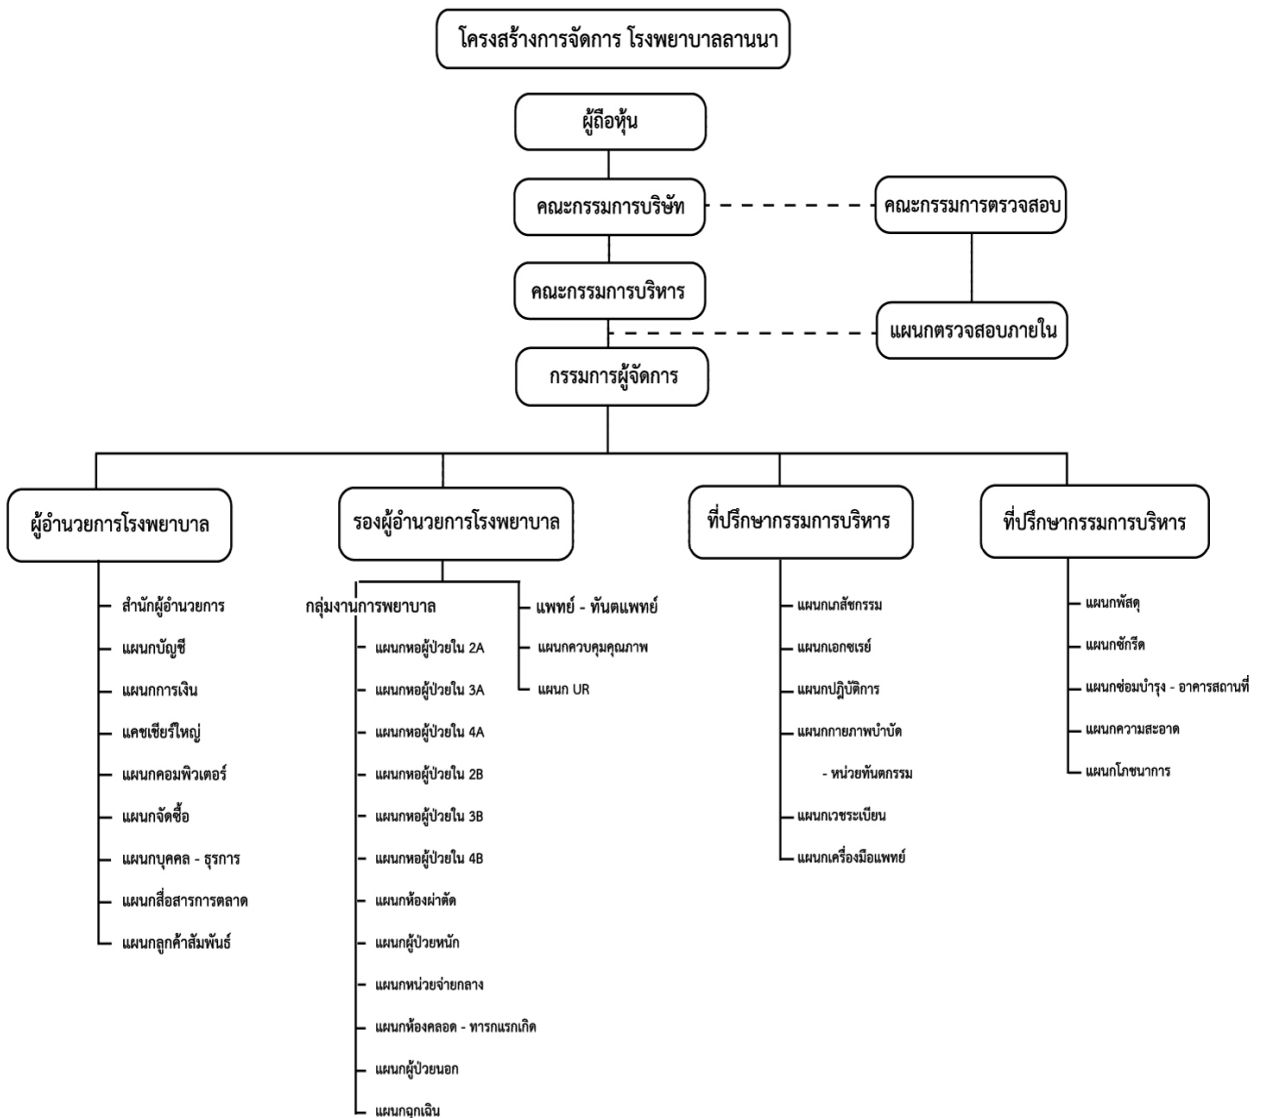 โครงสร้างการจัดการ โรงพยาบาลลานนา
ผู้ถือหุ้น
คณะกรรมการบริษัท
คณะกรรมการตรวจสอบ
คณะกรรมการบริหาร
แผนกตรวจสอบภายใน
กรรมการผู้จัดการ
ผู้อำนวยการโรงพยาบาล
สำนักผู้อำนวยการ
แผนกบัญชี
แผนกการเงิน
แคชเชียร์ใหญ่
แผนกคอมพิวเตอร์
แผนกจัดซื้อ
แผนกบุคคล - ธุรการ
แผนกสื่อสารการตลาด
แผนกลูกค้าสัมพันธ์
รองผู้อำนวยการโรงพยาบาล
กลุ่มงานการพยาบาล
แผนกหอผู้ป่วยใน 2A
แผนกหอผู้ป่วยใน 3A
แผนกหอผู้ป่วยใน 4A
แผนกหอผู้ป่วยใน 2B
แผนกหอผู้ป่วยใน 3B
แผนกหอผู้ป่วยใน 4B
แผนกห้องผ่าตัด
แผนกผู้ป่วยหนัก
แผนกหน่วยจ่ายกลาง
แผนกห้องคลอด - ทารกแรกเกิด
แผนกผู้ป่วยนอก
แผนกฉุกเฉิน
แพทย์ - ทันตแพทย์
แผนกควบคุมคุณภาพ
แผนก UR
ที่ปรึกษากรรมการบริหาร
แผนกเภสัชกรรม
แผนกเอกซเรย์
แผนกปฎิบัติการ
แผนกกายภาพบำบัด
- หน่วยทันตกรรม
แผนกเวชระเบียน
แผนกเครื่องมือแพทย์
ที่ปรึกษากรรมการบริหาร
แผนกพัสดุ
แผนกซักรีด
แผนกซ่อมบำรุง - อาคารสถานที่
แผนกความสะอาด
แผนกโภชนาการ